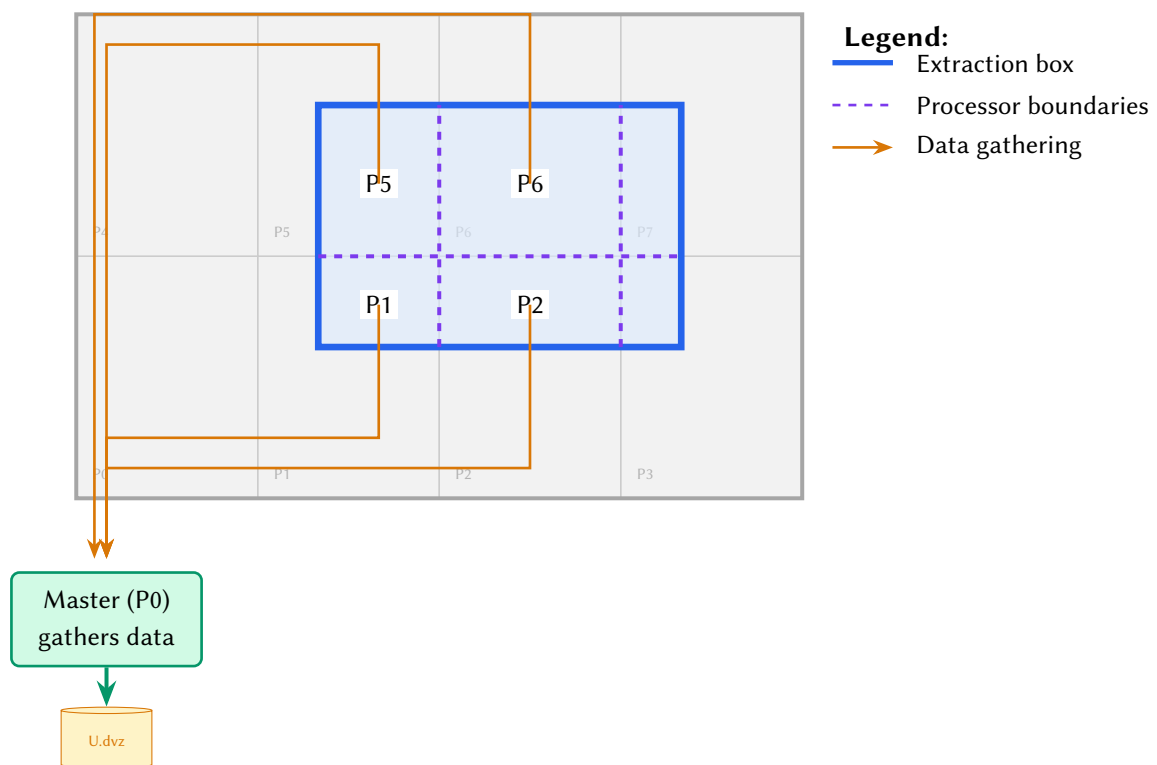 Legend:
Extraction box
Processor boundaries
Data gathering
P5
P6
P4
P5
P6
P7
P1
P2
P0
P1
P2
P3
Master (P0)
gathers data
U.dvz